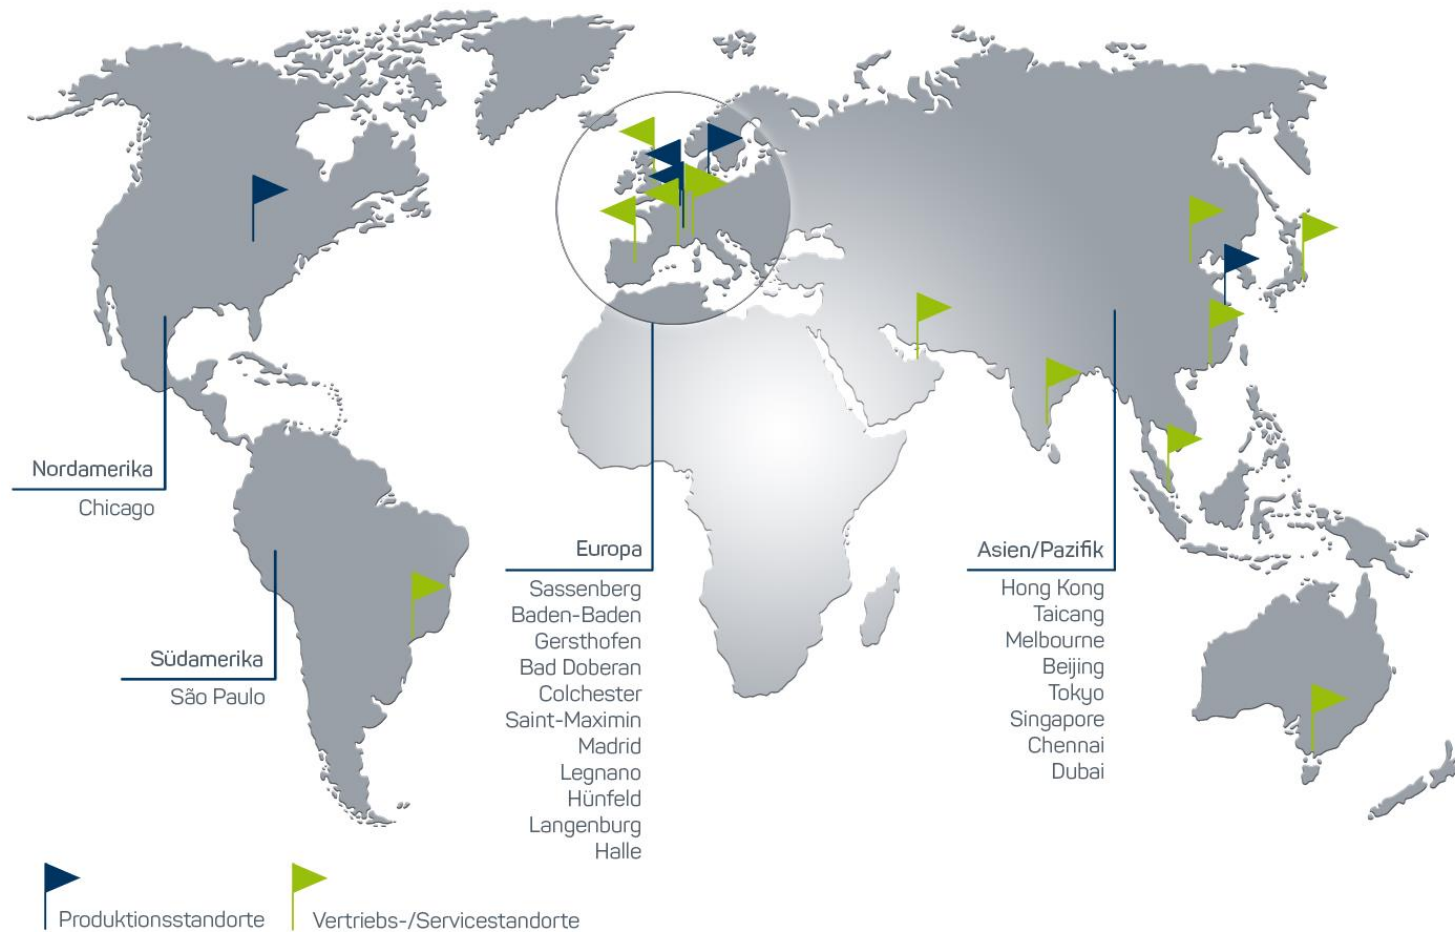 Nordamerika
Chicago
Südamerika
São Paulo
Europa
Sassenberg
Baden-Baden
Gersthofen
Bad Doberan
Colchester
Saint-Maximin
Madrid
Legnano
Hünfeld
Langenburg
Halle
Asien/Pazifik
Hong Kong
Taicang
Melbourne
Beijing
Tokyo
Singapore
Chennai
Dubai
Produktionsstandorte
Vertriebs-/Servicestandorte